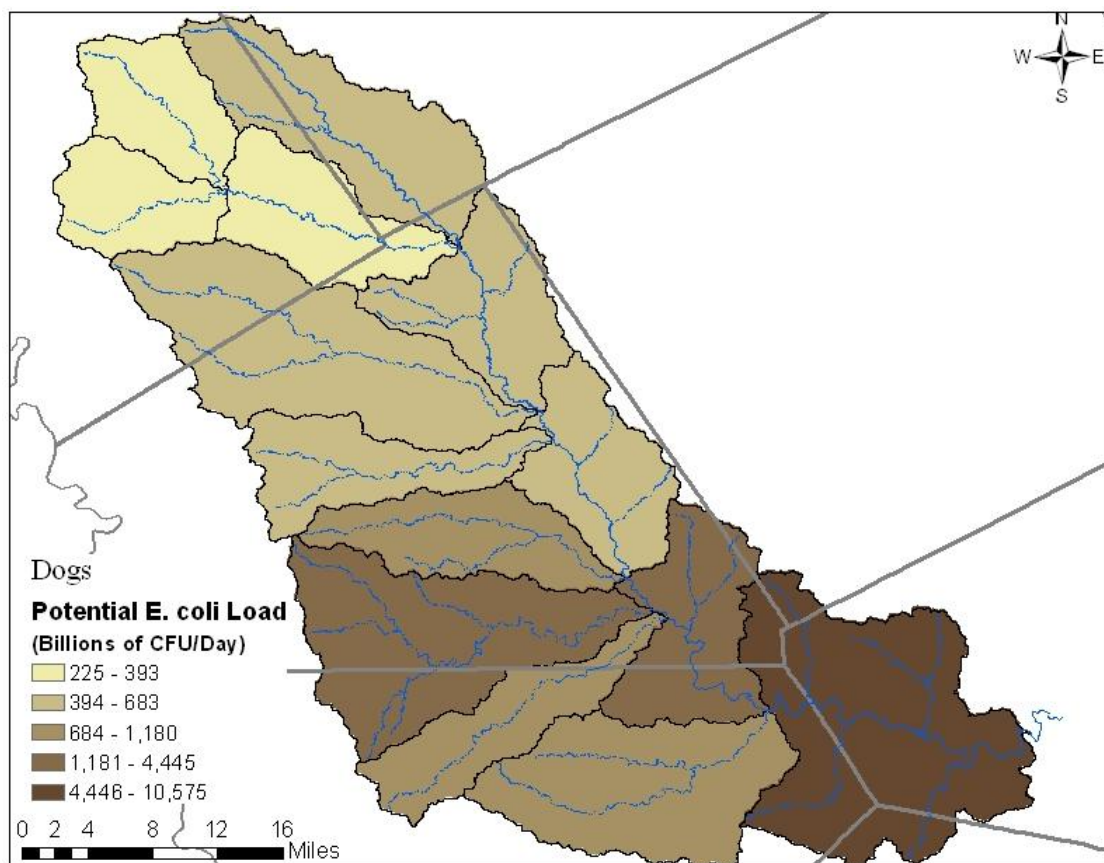 N
W E
S
Dogs
Potential E. coli Load
(Billions of CFU/Day)
225 - 393
394 - 683
684 - 1,180
1,181 - 4,445
4,446 - 10,575
0 2 4 8 12 16
Miles